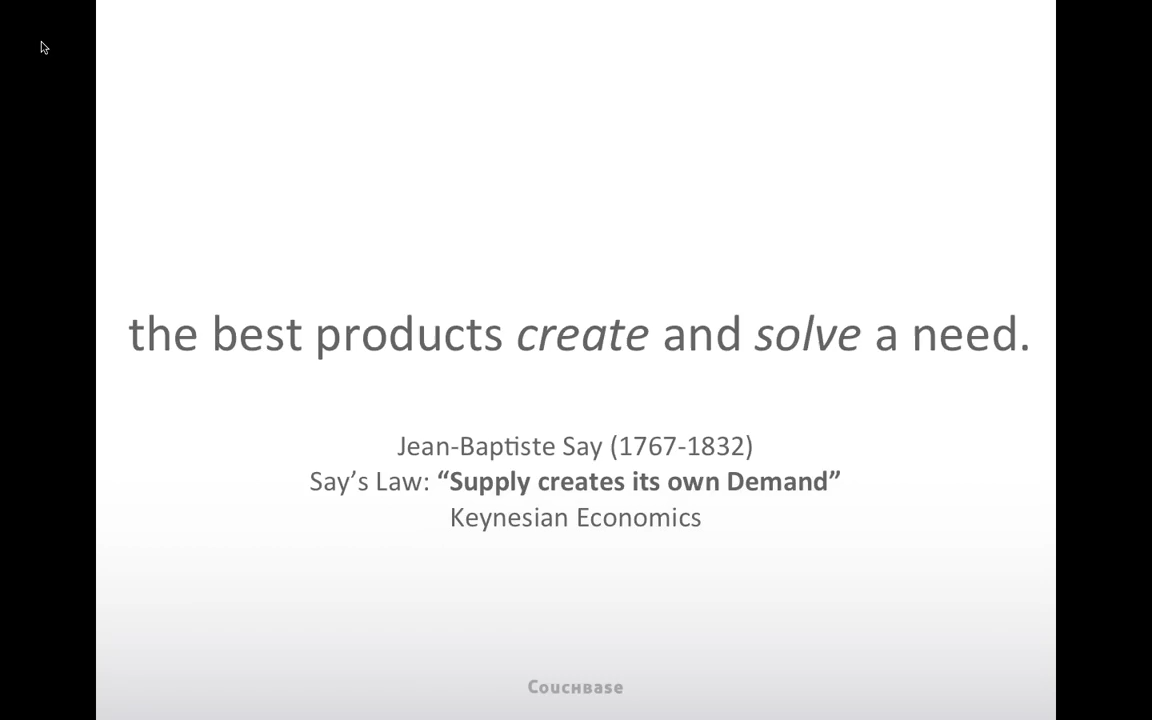 the best products create and solve a need.
Jean-Baptiste Say (1767-1832)
Say’s Law: “Supply creates its own Demand”
Keynesian Economics
Couchbase